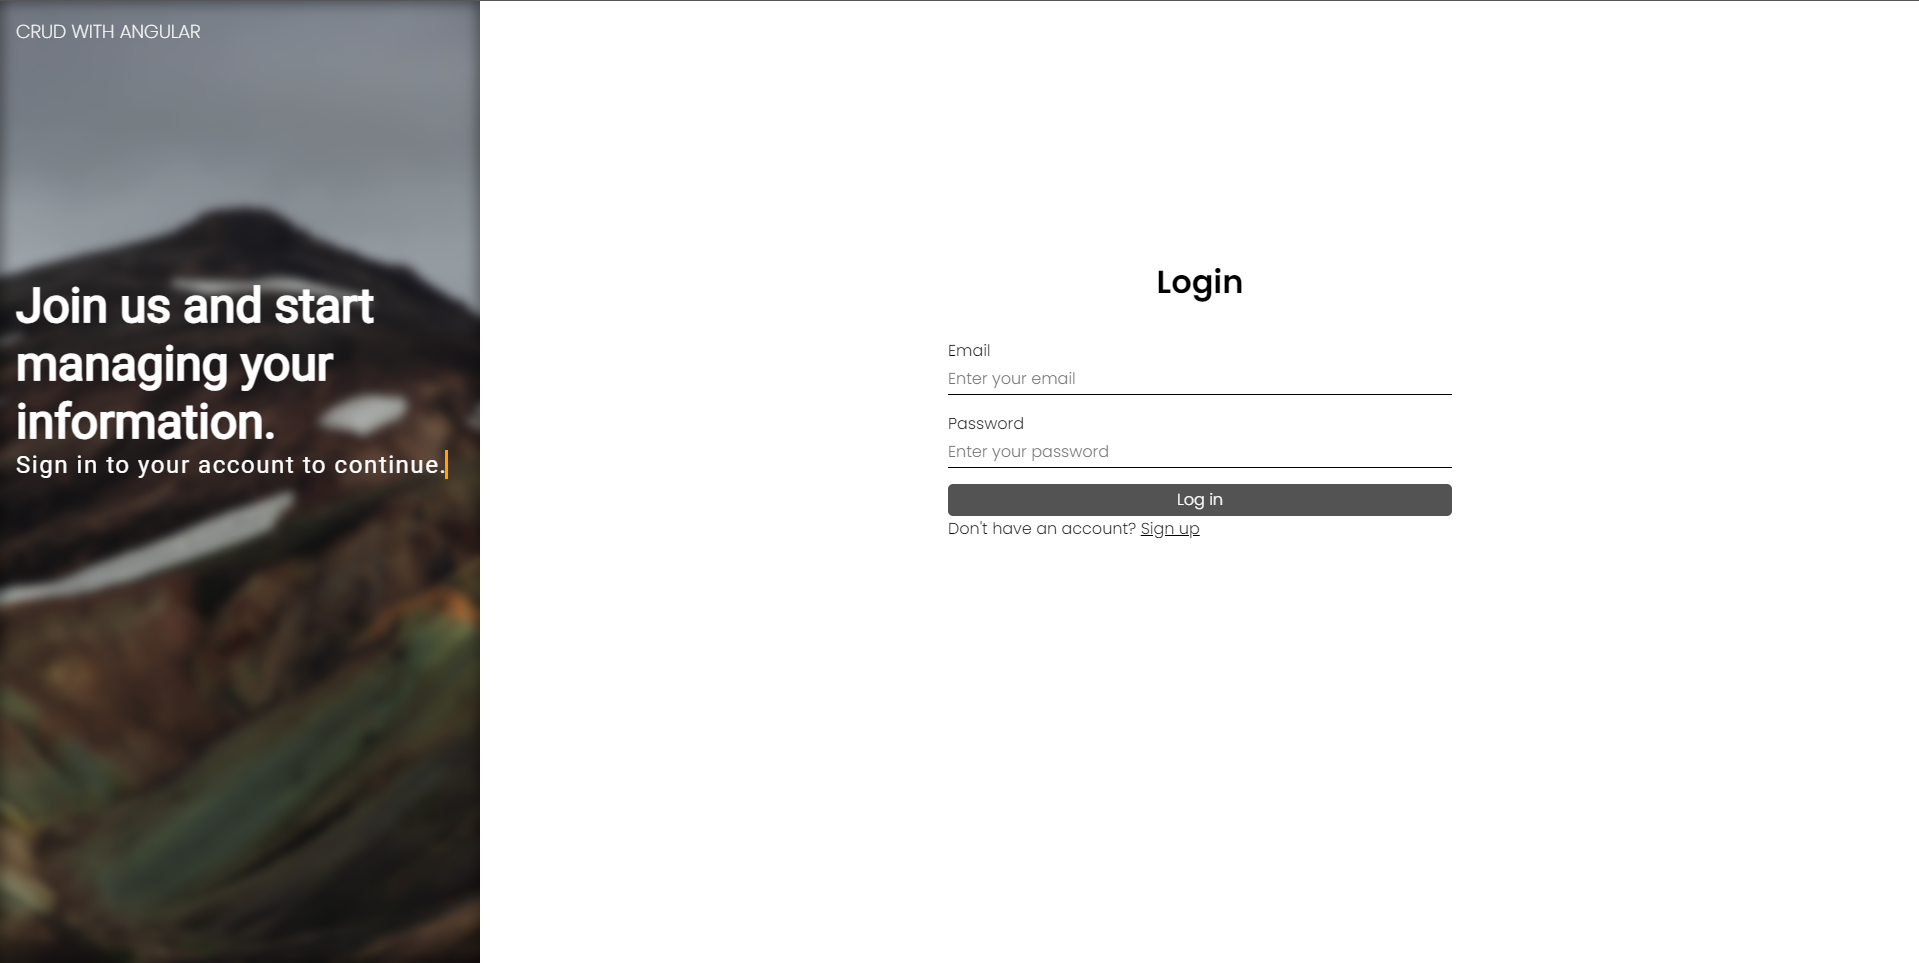 CRUD WITH ANGULAR
Join us and start
managing your
information.
Sign in to your account to continue.
Login
Email
Enter your email
Password
Enter your password
Log in
Don't have an account? Sign up